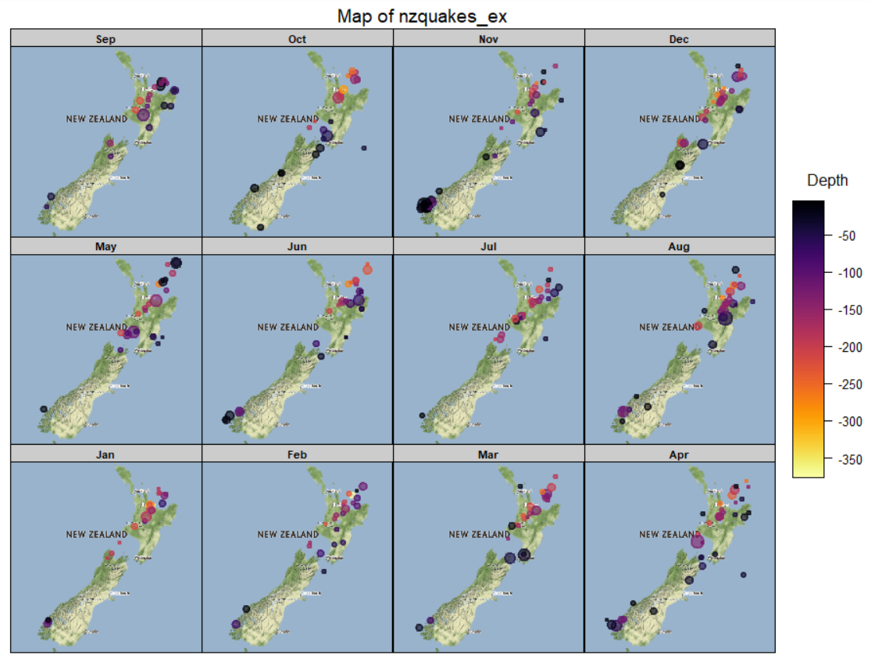 Map of nzquakes_ex
Sep Oct Nov Dec
NEW ZEALAND NEW ZEALAND NEW ZEALAND NEW ZEALAND
Depth
-50
-100
-150
-200
-250
-300
-350
May Jun Jul Aug
NEW ZEALAND NEW ZEALAND NEW ZEALAND NEW ZEALAND
Jan Feb Mar Apr
NEW ZEALAND NEW ZEALAND NEW ZEALAND NEW ZEALAND